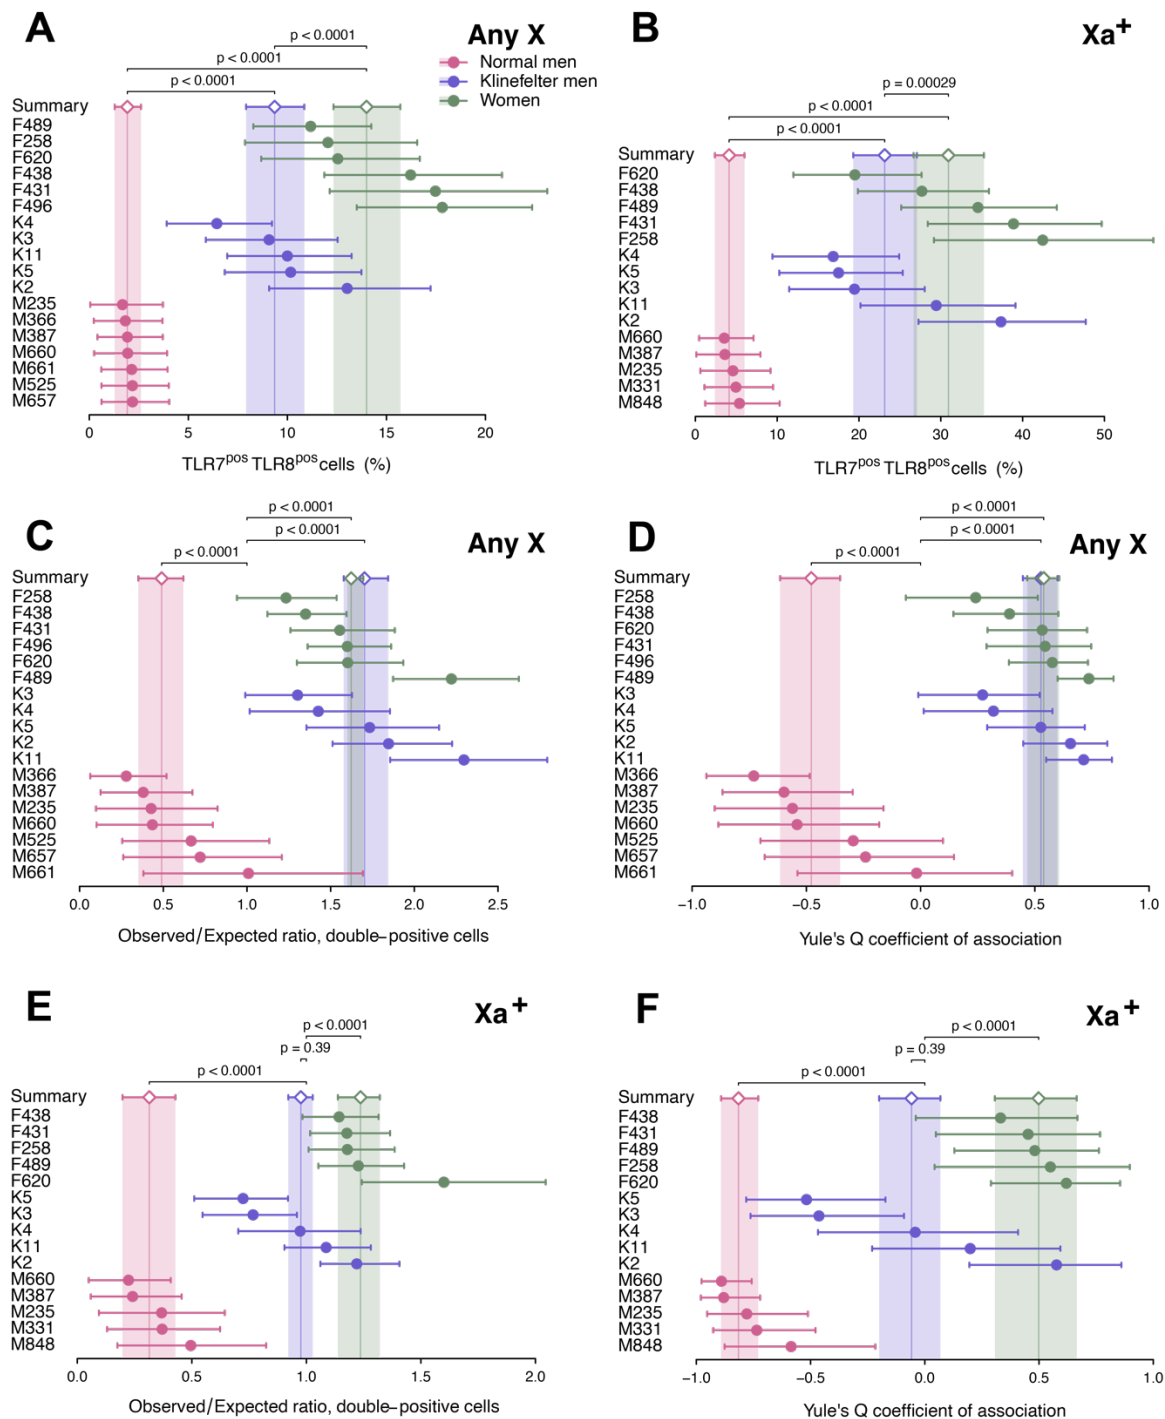 A
Any X
p < 0.0001
p < 0.0001
p < 0.0001
Normal men
Klinefelter men
Women
Summary
F489
F258
F620
F438
F431
F496
K4
K3
K11
K5
K2
M235
M366
M387
M660
M661
M525
M657
0 5 10 15 20
TLR7pos TLR8pos cells (%)
B
Xa+
p = 0.00029
p < 0.0001
p < 0.0001
Summary
F620
F438
F489
F431
F258
K4
K5
K3
K11
K2
M660
M387
M235
M331
M848
0 10 20 30 40 50
TLR7pos TLR8pos cells (%)
C
Any X
p < 0.0001
p < 0.0001
p < 0.0001
Summary
F258
F438
F431
F496
F620
F489
K3
K4
K5
K2
K11
M366
M387
M235
M660
M525
M657
M661
0.0 0.5 1.0 1.5 2.0 2.5
Observed/Expected ratio, double–positive cells
D
Any X
p < 0.0001
p < 0.0001
p < 0.0001
Summary
F258
F438
F620
F431
F496
F489
K3
K4
K5
K2
K11
M366
M387
M235
M660
M525
M657
M661
−1.0 −0.5 0.0 0.5 1.0
Yule's Q coefficient of association
E
Xa+
p < 0.0001
p = 0.39
p < 0.0001
Summary
F438
F431
F258
F489
F620
K5
K3
K4
K11
K2
M660
M387
M235
M331
M848
0.0 0.5 1.0 1.5 2.0
Observed/Expected ratio, double–positive cells
F
Xa+
p < 0.0001
p = 0.39
p < 0.0001
Summary
F438
F431
F489
F258
F620
K5
K3
K4
K11
K2
M660
M387
M235
M331
M848
−1.0 −0.5 0.0 0.5 1.0
Yule's Q coefficient of association